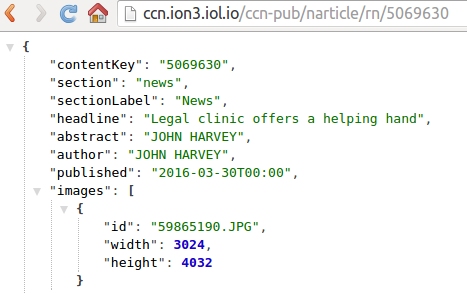 ccn.ion3.iol.io/ccn-pub/narticle/rn/5069630
{
"contentKey": "5069630",
"section": "news",
"sectionLabel": "News",
"headline": "Legal clinic offers a helping hand",
"abstract": "JOHN HARVEY",
"author": "JOHN HARVEY",
"published": "2016-03-30T00:00",
"images": [
{
"id": "59865190.JPG",
"width": 3024,
"height": 4032
}